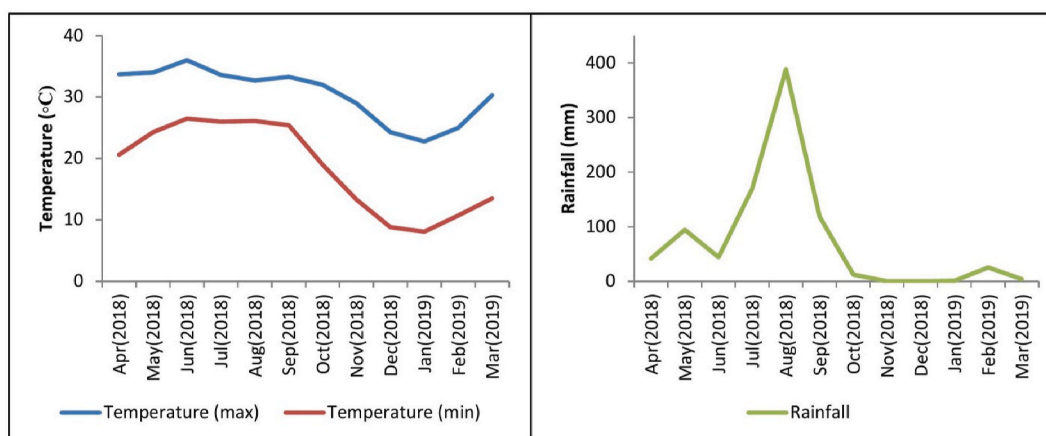 40
30
20
10
0
Temperature (°C)
Apr(2018)
May(2018)
Jun(2018)
Jul(2018)
Aug(2018)
Sep(2018)
Oct(2018)
Nov(2018)
Dec(2018)
Jan(2019)
Feb(2019)
Mar(2019)
Temperature (max)
Temperature (min)
400
300
200
100
0
Rainfall (mm)
Apr(2018)
May(2018)
Jun(2018)
Jul(2018)
Aug(2018)
Sep(2018)
Oct(2018)
Nov(2018)
Dec(2018)
Jan(2019)
Feb(2019)
Mar(2019)
Rainfall